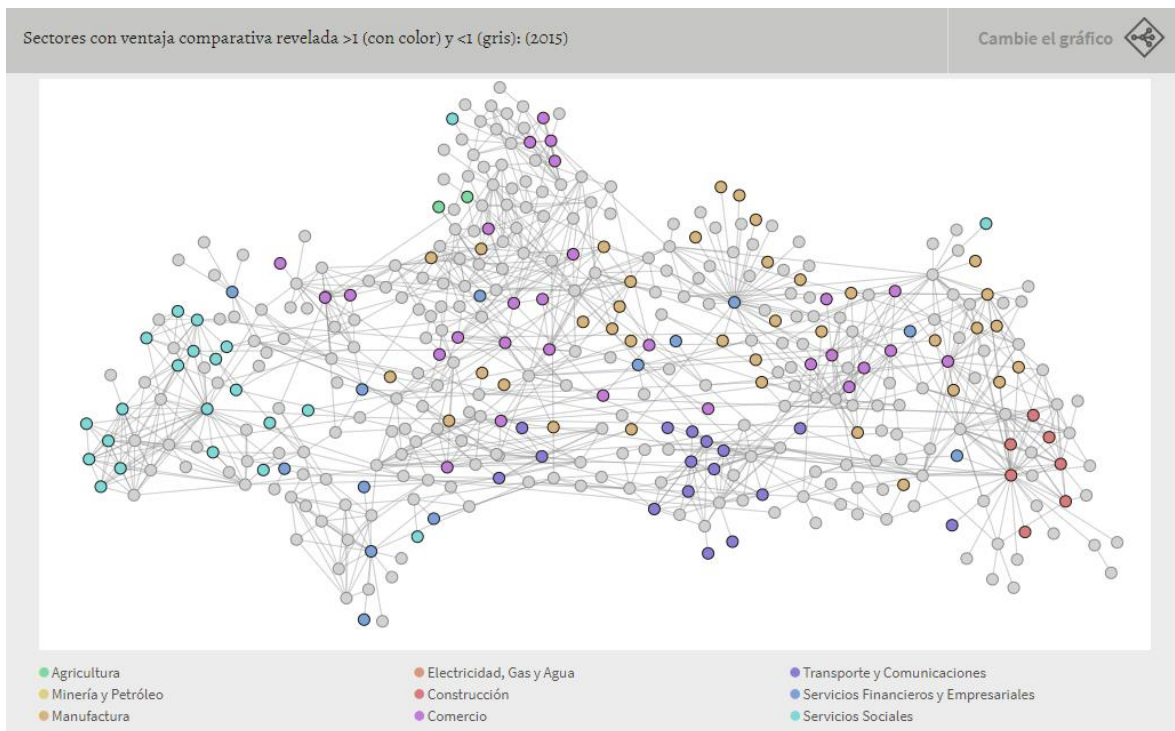 Sectores con ventaja comparativa revelada >1 (con color) y <1 (gris): (2015)
Cambie el gráfico
Agricultura
Electricidad, Gas y Agua
Transporte y Comunicaciones
Minería y Petróleo
Construcción
Servicios Financieros y Empresariales
Manufactura
Comercio
Servicios Sociales